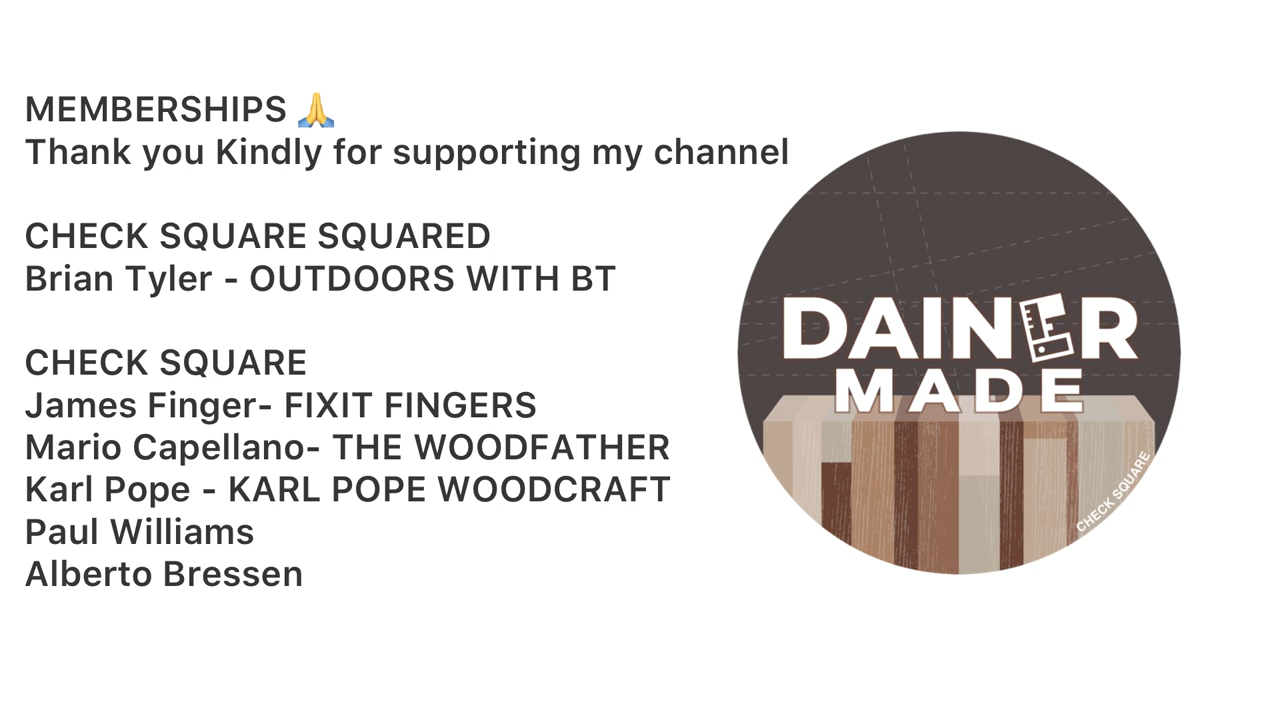 MEMBERSHIPS 🙏
Thank you Kindly for supporting my channel
CHECK SQUARE SQUARED
Brian Tyler - OUTDOORS WITH BT
CHECK SQUARE
James Finger- FIXIT FINGERS
Mario Capellano- THE WOODFATHER
Karl Pope - KARL POPE WOODCRAFT
Paul Williams
Alberto Bressen
DAINER
MADE
CHECK SQUARE